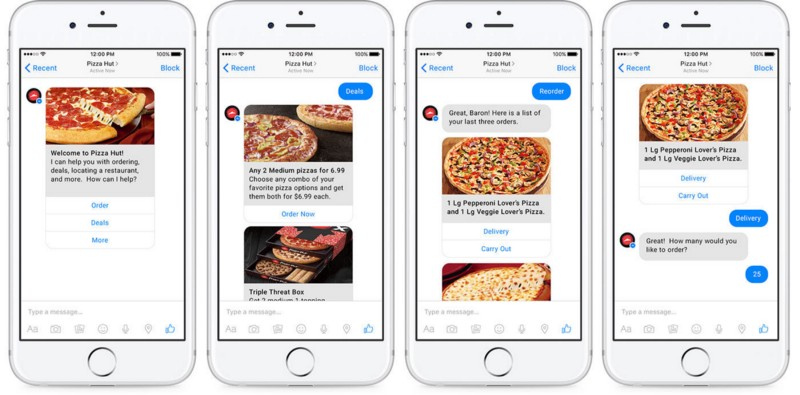 12:00 PM
100%
Recent
Pizza Hut
Active Now
Block
Welcome to Pizza Hut!
I can help you with ordering,
deals, locating a restaurant,
and more. How can I help?
Order
Deals
More
Type a message...
Aa
12:00 PM
100%
Recent
Pizza Hut
Active Now
Block
Deals
Any 2 Medium pizzas for 6.99
Choose any combo of your
favorite pizza options and get
them both for $6.99 each.
Order Now
Triple Threat Box
Get 2 medium 1 topping
Type a message...
Aa
12:00 PM
100%
Recent
Pizza Hut
Active Now
Block
Reorder
Great, Baron! Here is a list of
your last three orders.
1 Lg Pepperoni Lover's Pizza
and 1 Lg Veggie Lover's Pizza.
Delivery
Carry Out
Type a message...
Aa
12:00 PM
100%
Recent
Pizza Hut
Active Now
Block
1 Lg Pepperoni Lover's Pizza
and 1 Lg Veggie Lover's Pizza.
Delivery
Carry Out
Delivery
Great! How many would you
like to order?
25
Type a message...
Aa